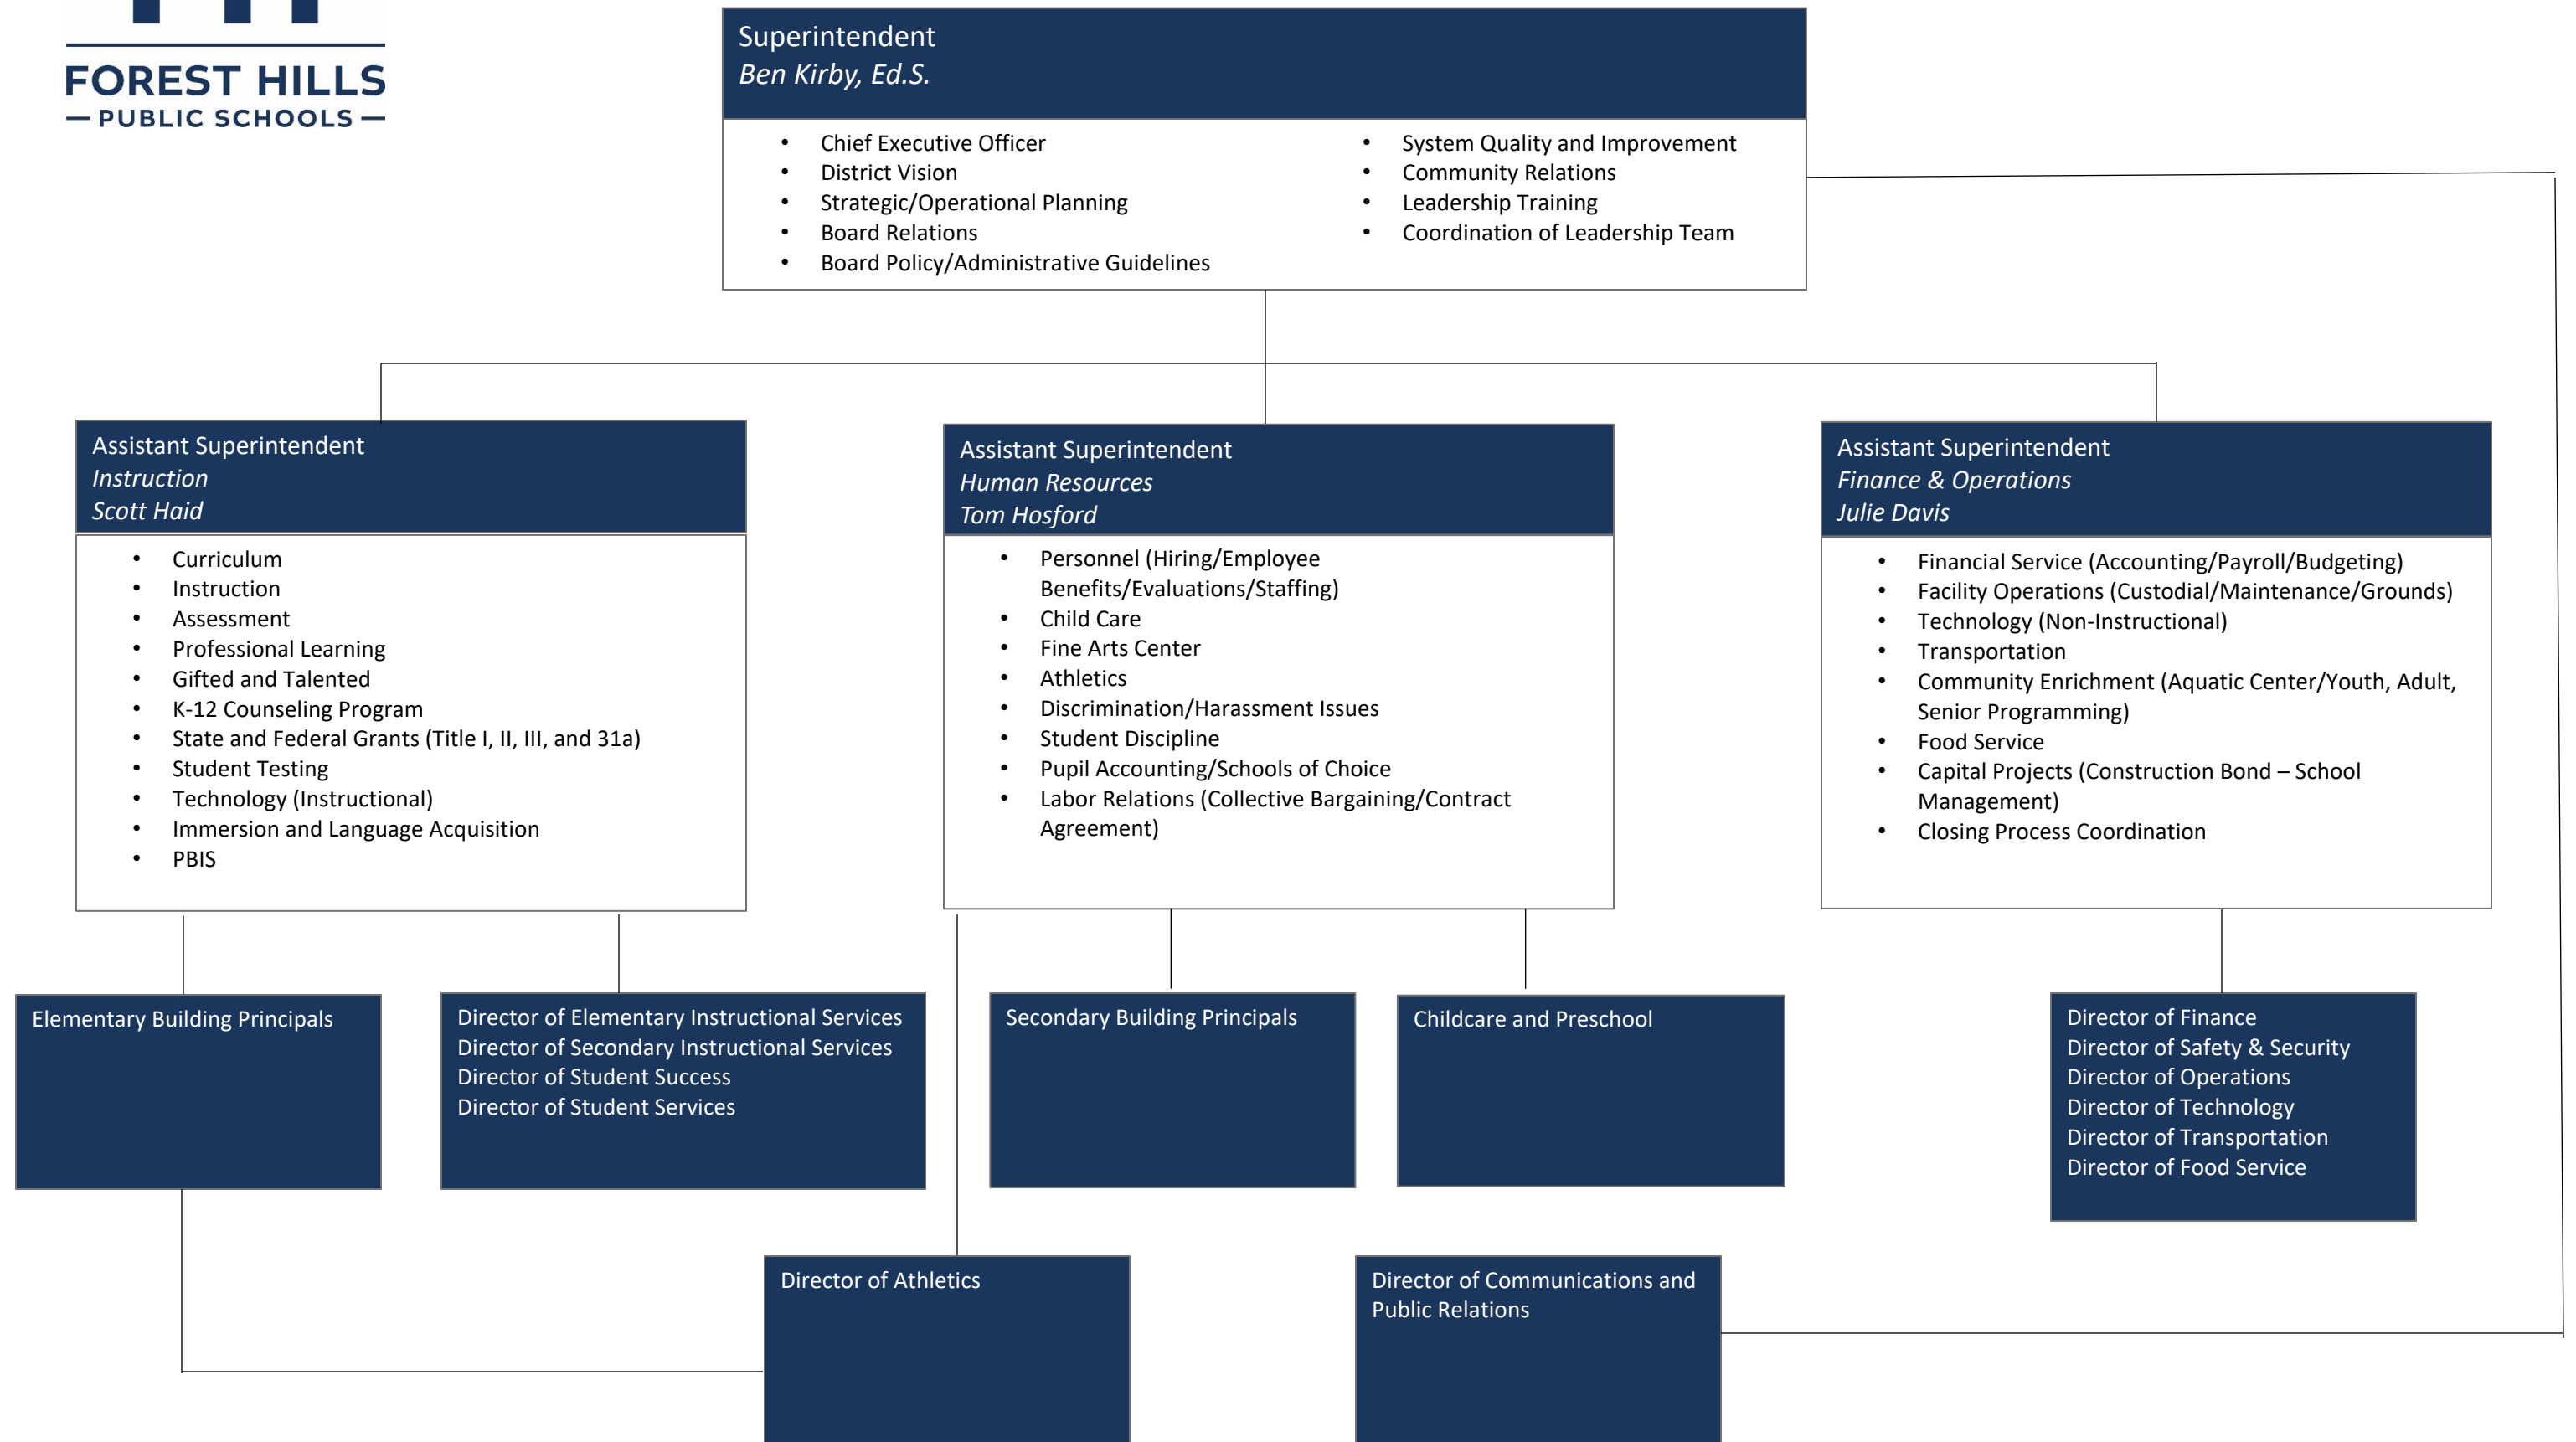 FOREST HILLS
PUBLIC SCHOOLS
Superintendent
Ben Kirby, Ed.S.
• Chief Executive Officer
• District Vision
• Strategic/Operational Planning
• Board Relations
• Board Policy/Administrative Guidelines
• System Quality and Improvement
• Community Relations
• Leadership Training
• Coordination of Leadership Team
Assistant Superintendent
Instruction
Scott Haid
• Curriculum
• Instruction
• Assessment
• Professional Learning
• Gifted and Talented
• K-12 Counseling Program
• State and Federal Grants (Title I, II, III, and 31a)
• Student Testing
• Technology (Instructional)
• Immersion and Language Acquisition
• PBIS
Assistant Superintendent
Human Resources
Tom Hosford
• Personnel (Hiring/Employee
Benefits/Evaluations/Staffing)
• Child Care
• Fine Arts Center
• Athletics
• Discrimination/Harassment Issues
• Student Discipline
• Pupil Accounting/Schools of Choice
• Labor Relations (Collective Bargaining/Contract
Agreement)
Assistant Superintendent
Finance & Operations
Julie Davis
• Financial Service (Accounting/Payroll/Budgeting)
• Facility Operations (Custodial/Maintenance/Grounds)
• Technology (Non-Instructional)
• Transportation
• Community Enrichment (Aquatic Center/Youth, Adult,
Senior Programming)
• Food Service
• Capital Projects (Construction Bond – School
Management)
• Closing Process Coordination
Elementary Building Principals
Director of Elementary Instructional Services
Director of Secondary Instructional Services
Director of Student Success
Director of Student Services
Secondary Building Principals
Childcare and Preschool
Director of Finance
Director of Safety & Security
Director of Operations
Director of Technology
Director of Transportation
Director of Food Service
Director of Athletics
Director of Communications and
Public Relations